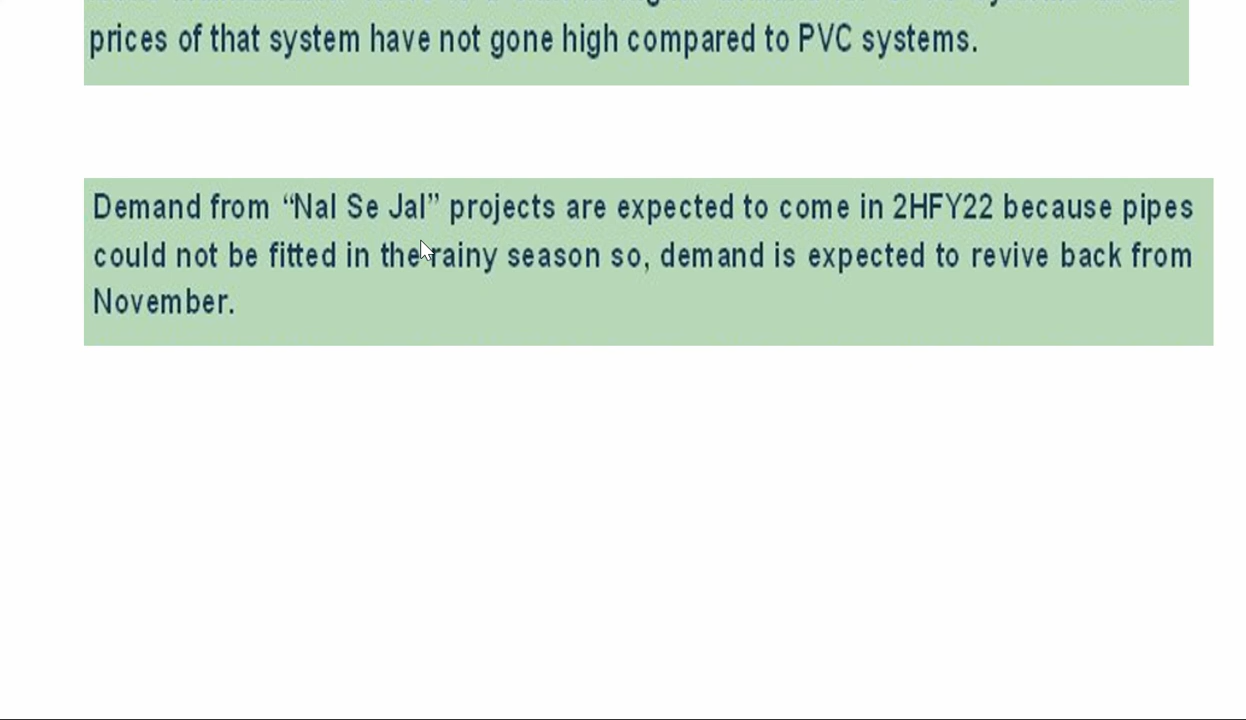 prices of that system have not gone high compared to PVC systems.
Demand from “Nal Se Jal” projects are expected to come in 2HFY22 because pipes
could not be fitted in the rainy season so, demand is expected to revive back from
November.